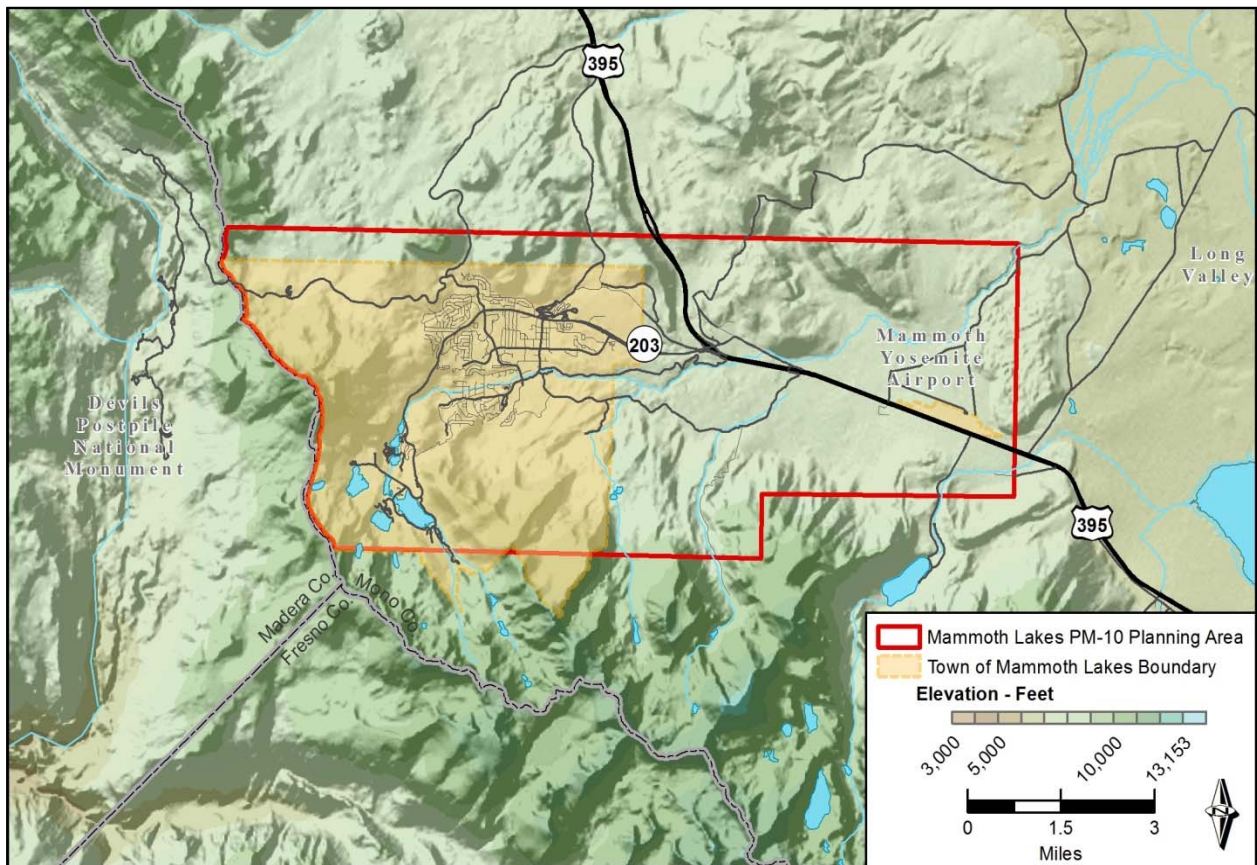 395
203
Long
Valley
Mammoth
Yosemite
Airport
Devils
Postpile
National
Monument
395
Madera Co.
Mono Co.
Fresno Co.
Mammoth Lakes PM-10 Planning Area
Town of Mammoth Lakes Boundary
Elevation - Feet
3,000 5,000 10,000 13,153
N
0 1.5 3
Miles